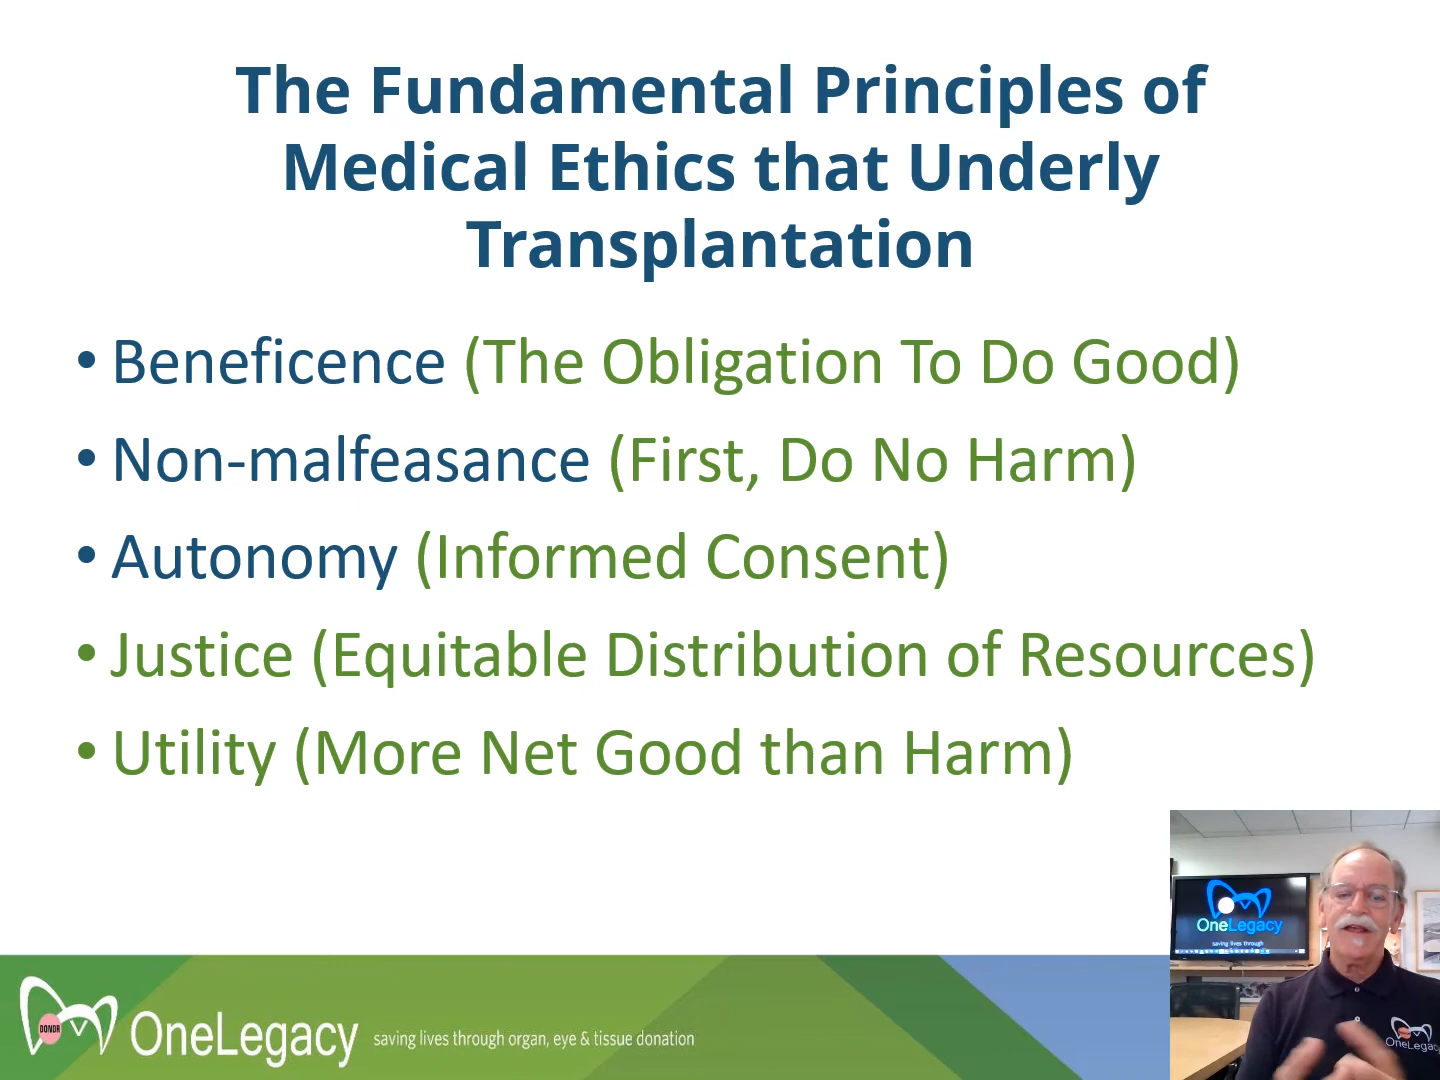 The Fundamental Principles of
Medical Ethics that Underly
Transplantation
• Beneficence (The Obligation To Do Good)
• Non-malfeasance (First, Do No Harm)
• Autonomy (Informed Consent)
• Justice (Equitable Distribution of Resources)
• Utility (More Net Good than Harm)
OneLegacy
saving lives through
DONOR
OneLegacy saving lives through organ, eye & tissue donation
OneLegacy